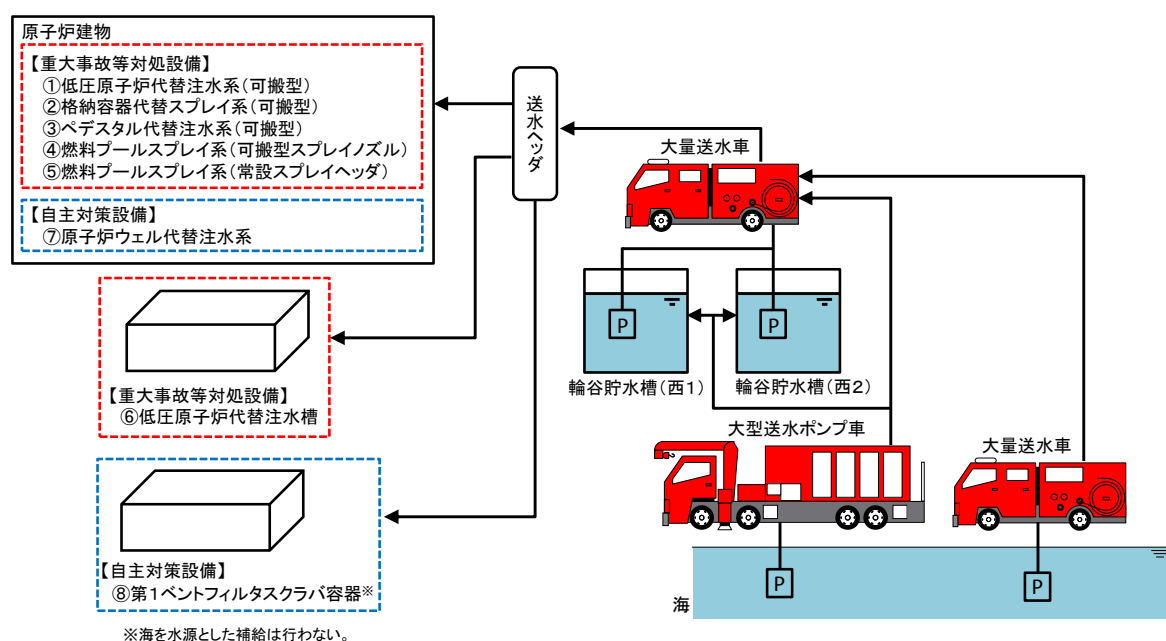 原子炉建物
【重大事故等対処設備】
①低圧原子炉代替注水系(可搬型)
②格納容器代替スプレイ系(可搬型)
③ペデスタル代替注水系(可搬型)
④燃料プールスプレイ系(可搬型スプレイノズル)
⑤燃料プールスプレイ系(常設スプレイヘッダ)
【自主対策設備】
⑦原子炉ウェル代替注水系
送水ヘッダ
大量送水車
P
P
輪谷貯水槽(西1)
輪谷貯水槽(西2)
【重大事故等対処設備】
⑥低圧原子炉代替注水槽
大型送水ポンプ車
大量送水車
【自主対策設備】
⑧第1ベントフィルタスクラバ容器※
P
P
海
※海を水源とした補給は行わない。